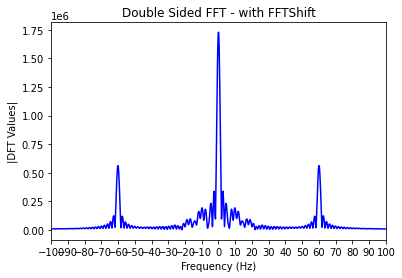 Double Sided FFT - with FFTShift
1e6
1.75
1.50
1.25
1.00
0.75
0.50
0.25
0.00
|DFT Values|
−100−90−80−70−60−50−40−30−20−10 0 10 20 30 40 50 60 70 80 90 100
Frequency (Hz)